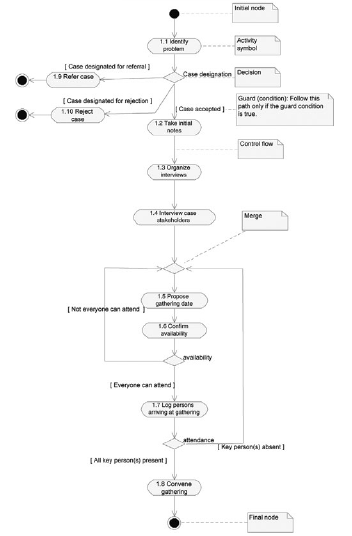 Initial node
1.1 Identify
problem
Activity
symbol
[ Case designated for referral ]
Case designation
Decision
1.9 Refer case
[ Case designated for rejection ]
[ Case accepted ]
Guard (condition): Follow this
path only if the guard condition
is true.
1.10 Reject
case
1.2 Take initial
notes
Control flow
1.3 Organize
interviews
1.4 Interview case
stakeholders
Merge
1.5 Propose
gathering date
[ Not everyone can attend ]
1.6 Confirm
availability
availability
[ Everyone can attend ]
1.7 Log persons
arriving at gathering
attendance
[ Key person(s) absent ]
[ All key person(s) present ]
1.8 Convene
gathering
Final node